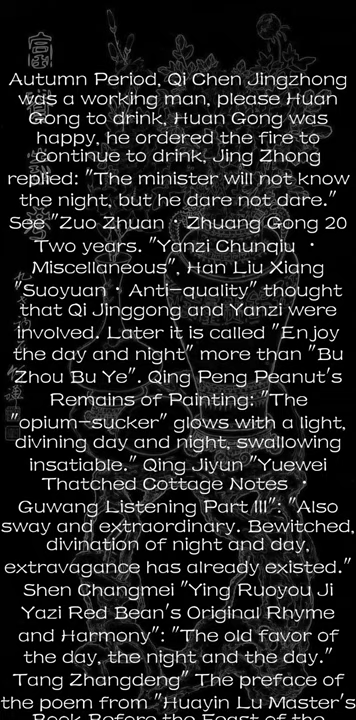 Autumn Period, Qi Chen Jingzhong
was a working man, please Huan
Gong to drink, Huan Gong was
happy, he ordered the fire to
continue to drink, Jing Zhong
replied: "The minister will not know
the night, but he dare not dare."
See "Zuo Zhuan · Zhuang Gong 20
Two years. "Yanzi Chunqiu ·
Miscellaneous", Han Liu Xiang
"Suoyuan · Anti-quality" thought
that Qi Jinggong and Yanzi were
involved. Later it is called "Enjoy
the day and night" more than "Bu
Zhou Bu Ye". Qing Peng Peanut's
Remains of Painting: "The
"opium-sucker" glows with a light,
divining day and night, swallowing
insatiable." Qing Jiyun "Yuewei
Thatched Cottage Notes ·
Guwang Listening Part III": "Also
sway and extraordinary. Bewitched,
divination of night and day,
extravagance has already existed."
Shen Changmei "Ying Ruoyou Ji
Yazi Red Bean's Original Rhyme
and Harmony": "The old favor of
the day, the night and the day."
Tang Zhangdeng" The preface of
the poem from "Huayin Lu Master's
Book Before the Feast of the